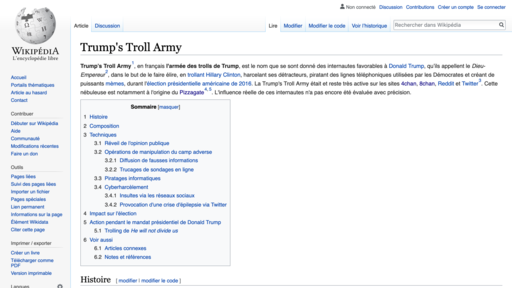 Non connecté Discussion Contributions Créer un compte Se connecter
Article Discussion Lire Modifier Modifier le code Voir l'historique Rechercher dans Wikipédia
WIKIPÉDIA
L'encyclopédie libre
Accueil
Portails thématiques
Article au hasard
Contact
Contribuer
Débuter sur Wikipédia
Aide
Communauté
Modifications récentes
Faire un don
Outils
Pages liées
Suivi des pages liées
Importer un fichier
Pages spéciales
Lien permanent
Informations sur la page
Élément Wikidata
Citer cette page
Imprimer / exporter
Créer un livre
Télécharger comme
PDF
Version imprimable
Langues
Trump's Troll Army
Trump's Troll Army 1, en français l'armée des trolls de Trump, est le nom que se sont donné des internautes favorables à Donald Trump, qu'ils appellent le Dieu-
Empereur 2, dans le but de le faire élire, en trollant Hillary Clinton, harcelant ses détracteurs, piratant des lignes téléphoniques utilisées par les Démocrates et créant de
puissants mèmes, durant l'élection présidentielle américaine de 2016. La Trump's Troll Army était et reste très active sur les sites 4chan, 8chan, Reddit et Twitter 3. Cette
nébuleuse est notamment à l'origine du Pizzagate 4, 5. L'influence réelle de ces internautes n'a pas encore été évaluée avec précision.
Sommaire [masquer]
1 Histoire
2 Composition
3 Techniques
3.1 Réveil de l'opinion publique
3.2 Opérations de manipulation du camp adverse
3.2.1 Diffusion de fausses informations
3.2.2 Trucages de sondages en ligne
3.3 Piratages informatiques
3.4 Cyberharcèlement
3.4.1 Insultes via les réseaux sociaux
3.4.2 Provocation d'une crise d'épilepsie via Twitter
4 Impact sur l'élection
5 Action pendant le mandat présidentiel de Donald Trump
5.1 Trolling de He will not divide us
6 Voir aussi
6.1 Articles connexes
6.2 Notes et références
Histoire [ modifier | modifier le code ]